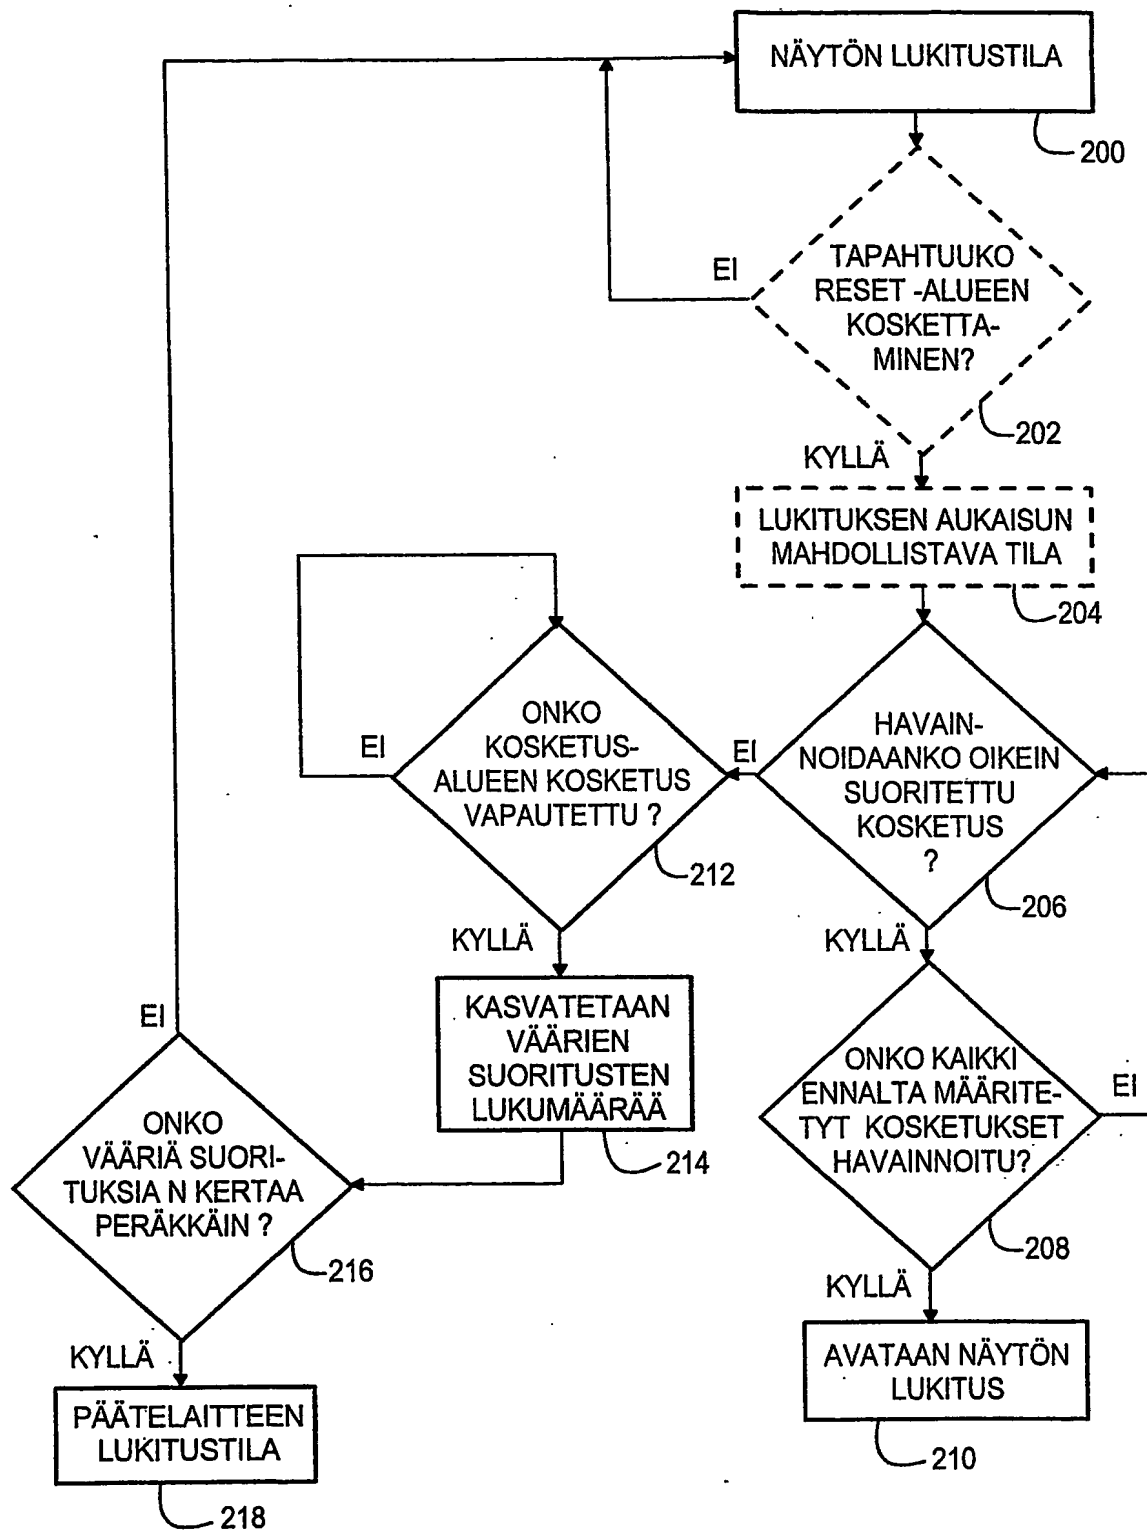 NÄYTÖN LUKITUSTILA
200
TAPAHTUUKO
RESET -ALUEEN
KOSKETTA-
MINEN?
EI
202
KYLLÄ
LUKITUKSEN AUKAISUN
MAHDOLLISTAVA TILA
204
HAVAIN-
NOIDAANKO OIKEIN
SUORITETTU
KOSKETUS
?
EI
206
KYLLÄ
ONKO
KOSKETUS-
ALUEEN KOSKETUS
VAPAUTETTU ?
EI
212
KYLLÄ
KASVATETAAN
VÄÄRIEN
SUORITUSTEN
LUKUMÄÄRÄÄ
214
ONKO KAIKKI
ENNALTA MÄÄRITE-
TYT KOSKETUKSET
HAVAINNOITU?
EI
208
KYLLÄ
AVATAAN NÄYTÖN
LUKITUS
210
EI
ONKO
VÄÄRIÄ SUORI-
TUKSIA N KERTAA
PERÄKKÄIN ?
216
KYLLÄ
PÄÄTELAITTEEN
LUKITUSTILA
218